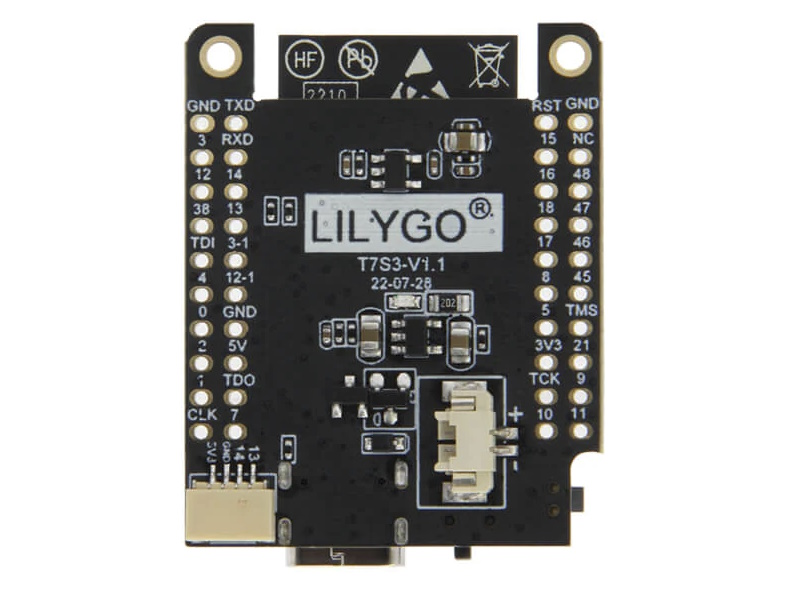 HF Pb
2210
GND TXD RST GND
3 RXD 15 NC
12 14 16 48
38 13 18 47
TDI 3-1 17 46
4 12-1 8 45
0 GND 5 TMS
2 5V 3V3 21
1 TDO TCK 9
CLK 7 10 11
LILYGO®
T7S3-V1.1
22-07-28
202
+
-
GND 14 13